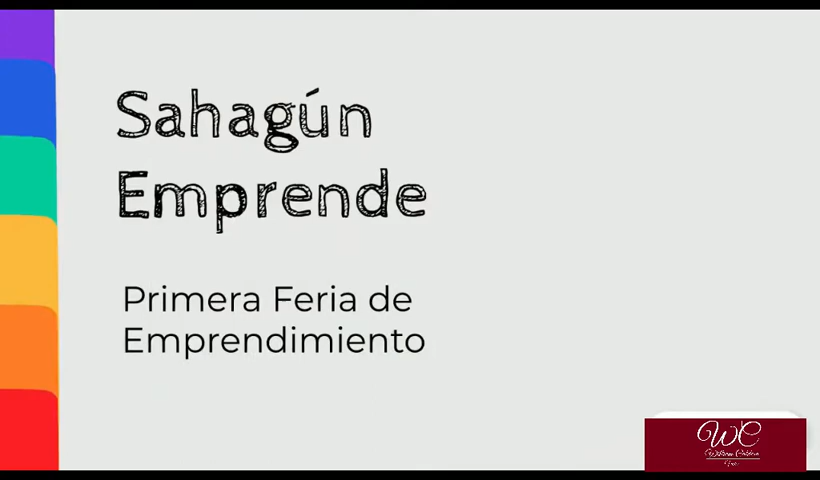 Sahagún
Emprende
Primera Feria de
Emprendimiento
WC